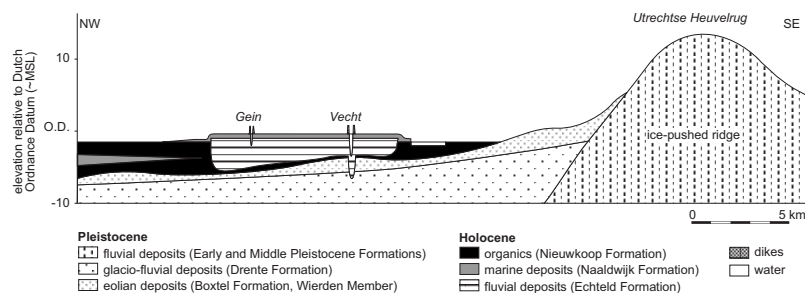 NW
Utrechtse Heuvelrug
SE
elevation relative to Dutch
Ordnance Datum (~MSL)
10
O.D.
-10
Gein
Vecht
ice-pushed ridge
0 5 km
Pleistocene
fluvial deposits (Early and Middle Pleistocene Formations)
glacio-fluvial deposits (Drente Formation)
eolian deposits (Boxtel Formation, Wierden Member)
Holocene
organics (Nieuwkoop Formation)
marine deposits (Naaldwijk Formation)
fluvial deposits (Echteld Formation)
dikes
water